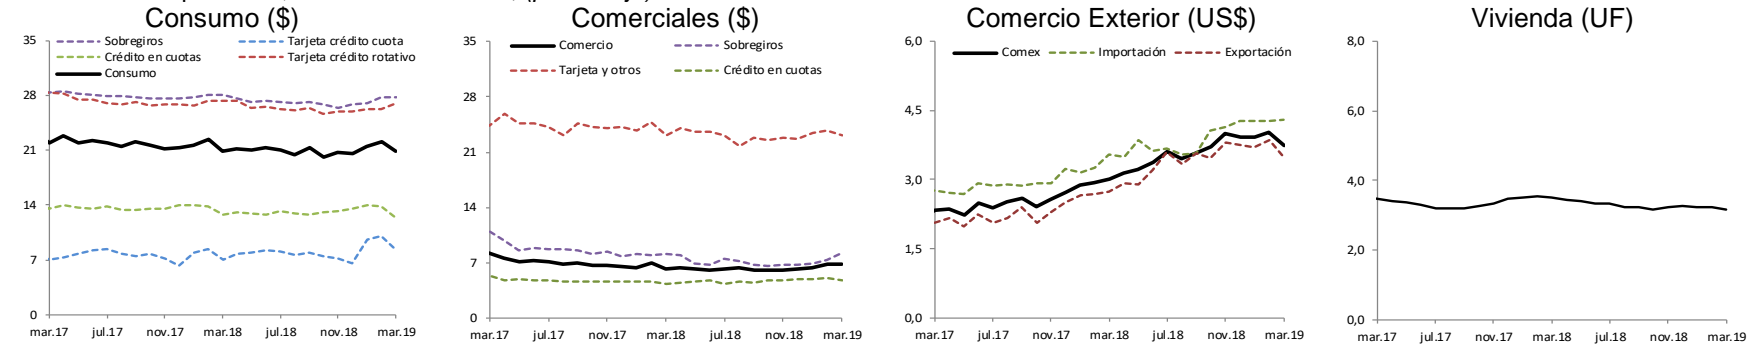 Consumo ($)
35
Sobregiros
Tarjeta crédito cuota
Crédito en cuotas
Tarjeta crédito rotativo
Consumo
28
21
14
7
0
mar.17 jul.17 nov.17 mar.18 jul.18 nov.18 mar.19
Comerciales ($)
35
Comercio
Sobregiros
Tarjeta y otros
Crédito en cuotas
28
21
14
7
0
mar.17 jul.17 nov.17 mar.18 jul.18 nov.18 mar.19
Comercio Exterior (US$)
6,0
Comex
Importación
Exportación
4,5
3,0
1,5
0,0
mar.17 jul.17 nov.17 mar.18 jul.18 nov.18 mar.19
Vivienda (UF)
8,0
6,0
4,0
2,0
0,0
mar.17 jul.17 nov.17 mar.18 jul.18 nov.18 mar.19